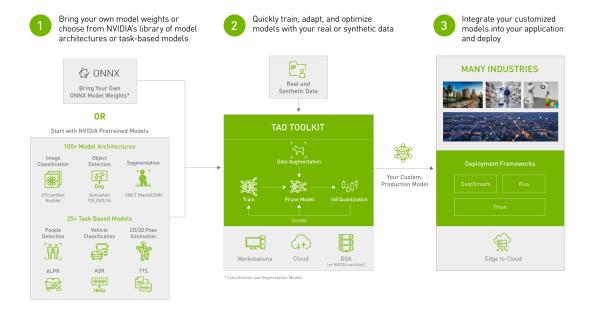 1
Bring your own model weights or
choose from NVIDIA's library of model
architectures or task-based models
2
Quickly train, adapt, and optimize
models with your real or synthetic data
3
Integrate your customized
models into your application
and deploy
ONNX
Bring Your Own
ONNX Model Weights*
OR
Start with NVIDIA Pretrained Models
100+ Model Architectures
Image
Classification
Object
Detection
Segmentation
Dog
EfficentNet
ResNet
RetinaNet
YOLOV3/V4
UNET MaskRCNN
25+ Task Based Models
People
Detection
Vehicle
Classification
2D/3D Pose
Estimation
ALPR
ASR
TTS
Hello
Hello
Real and
Synthetic Data
TAO TOOLKIT
Data Augmentation
Train
Prune Model
Int8 Quantization
Iterate
Workstations
Cloud
DGX
(or NVIDIA certified)
* Classification and Segmentation Models
Your Custom,
Production Model
MANY INDUSTRIES
Deployment Frameworks
DeepStream
Riva
Triton
Edge to Cloud